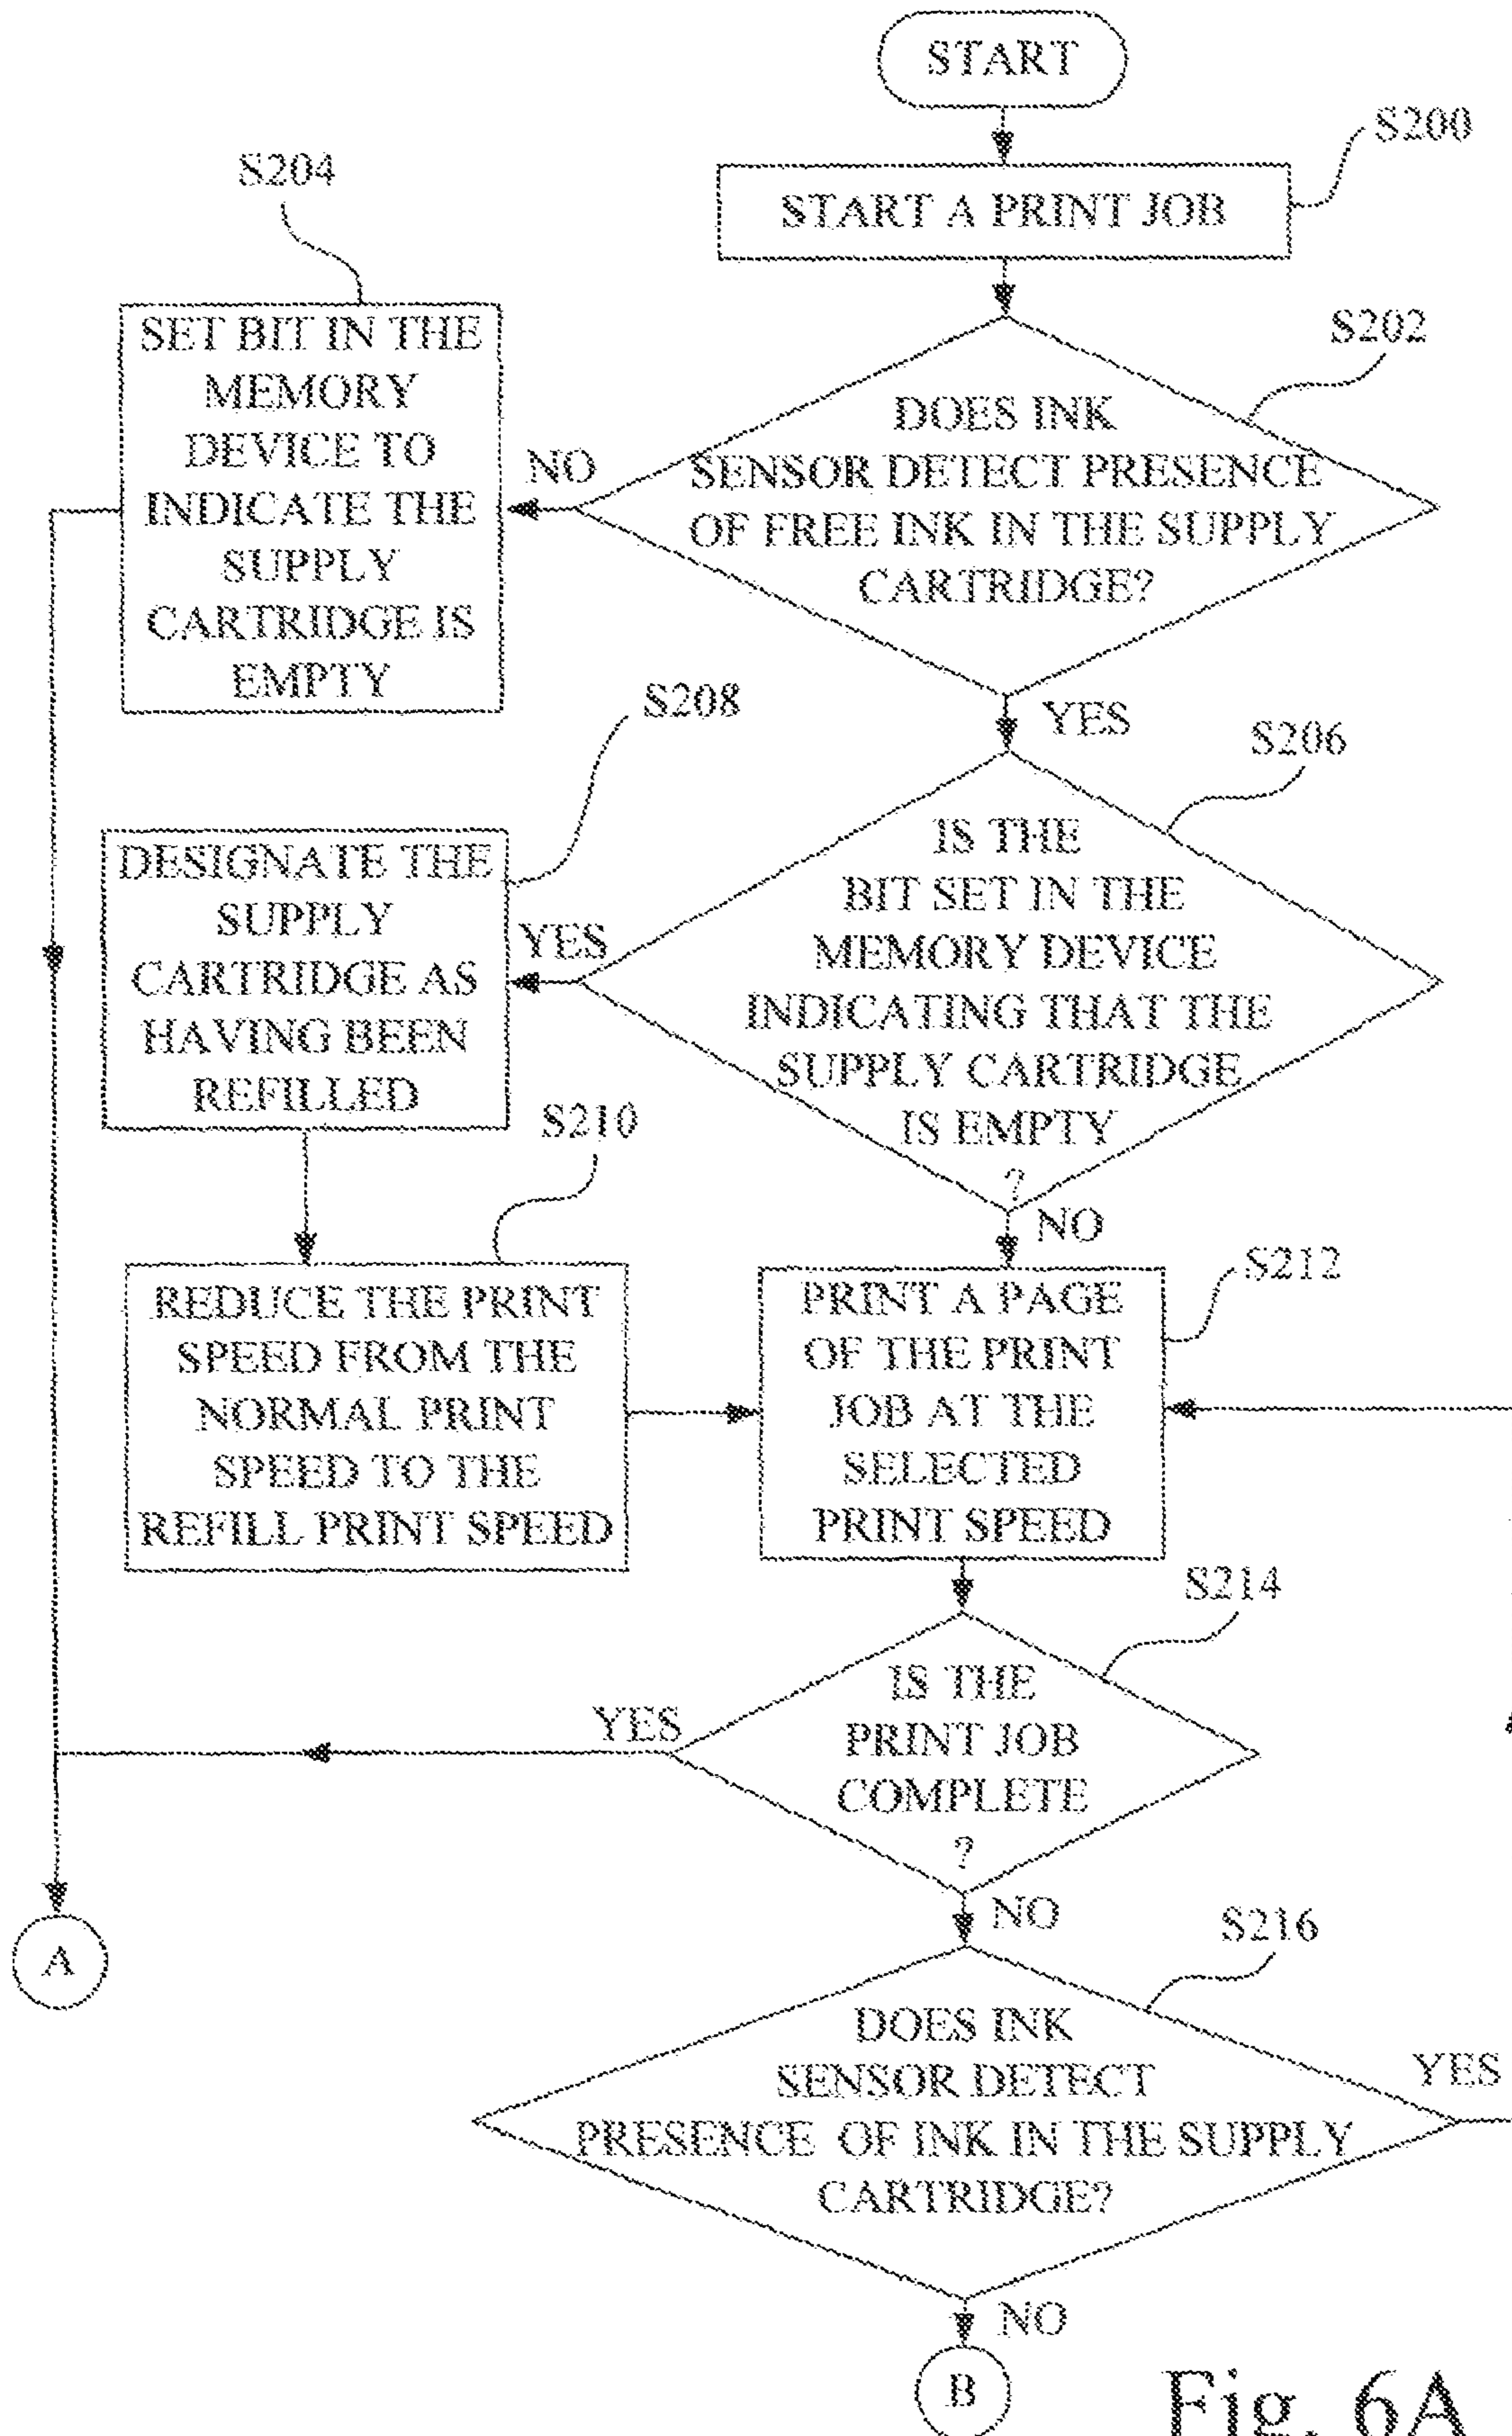 START
S200
START A PRINT JOB
S204
S202
SET BIT IN THE
MEMORY
DEVICE TO
INDICATE THE
SUPPLY
CARTRIDGE IS
EMPTY
NO
DOES INK
SENSOR DETECT PRESENCE
OF FREE INK IN THE SUPPLY
CARTRIDGE?
YES
S208
S206
DESIGNATE THE
SUPPLY
CARTRIDGE AS
HAVING BEEN
REFILLED
YES
IS THE
BIT SET IN THE
MEMORY DEVICE
INDICATING THAT THE
SUPPLY CARTRIDGE
IS EMPTY
?
NO
S210
S212
REDUCE THE PRINT
SPEED FROM THE
NORMAL PRINT
SPEED TO THE
REFILL PRINT SPEED
PRINT A PAGE
OF THE PRINT
JOB AT THE
SELECTED
PRINT SPEED
S214
YES
IS THE
PRINT JOB
COMPLETE
?
NO
A
S216
DOES INK
SENSOR DETECT
PRESENCE OF INK IN THE SUPPLY
CARTRIDGE?
YES
NO
B
Fig. 6A